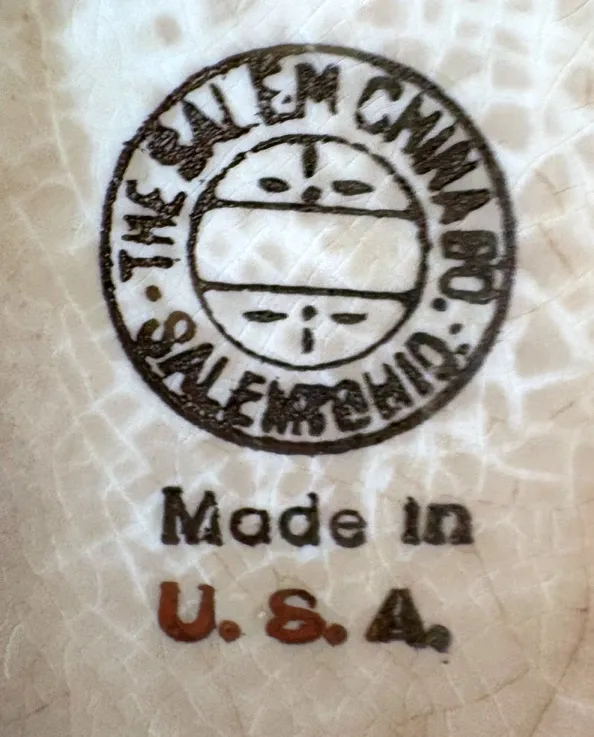 THE SALEM CHINA CO.
SALEM, OHIO.
Made in
U. S. A.